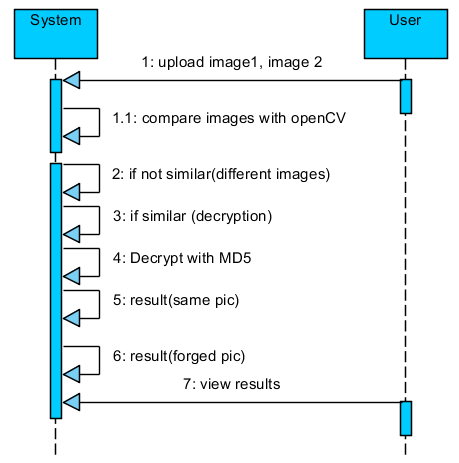 System
User
1: upload image1, image 2
1.1: compare images with openCV
2: if not similar(different images)
3: if similar (decryption)
4: Decrypt with MD5
5: result(same pic)
6: result(forged pic)
7: view results